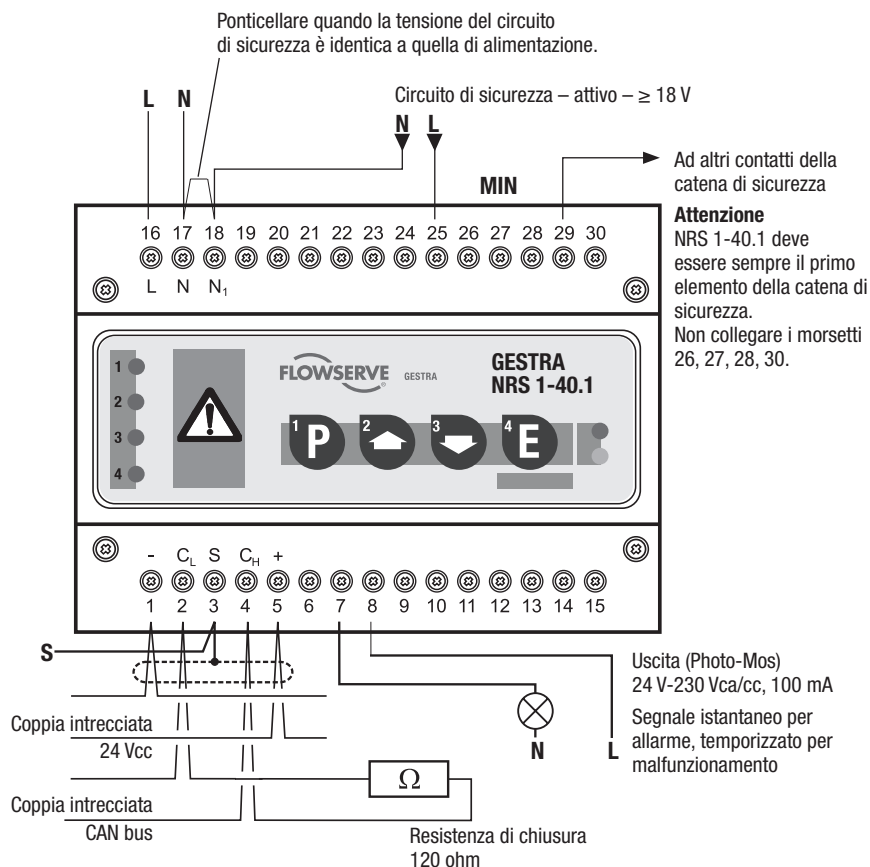 Ponticellare quando la tensione del circuito
di sicurezza è identica a quella di alimentazione.
L N
Circuito di sicurezza – attivo – ≥ 18 V
N L
MIN
Ad altri contatti della
catena di sicurezza
Attenzione
NRS 1-40.1 deve
essere sempre il primo
elemento della catena di
sicurezza.
Non collegare i morsetti
26, 27, 28, 30.
16 17 18 19 20 21 22 23 24 25 26 27 28 29 30
L N N1
1
2
3
4
FLOWSERVE GESTRA
GESTRA
NRS 1-40.1
1 P 2 3 4 E
- CL S CH +
1 2 3 4 5 6 7 8 9 10 11 12 13 14 15
S
Coppia intrecciata
24 Vcc
Coppia intrecciata
CAN bus
Ω
Resistenza di chiusura
120 ohm
N L
Uscita (Photo-Mos)
24 V-230 Vca/cc, 100 mA
Segnale istantaneo per
allarme, temporizzato per
malfunzionamento